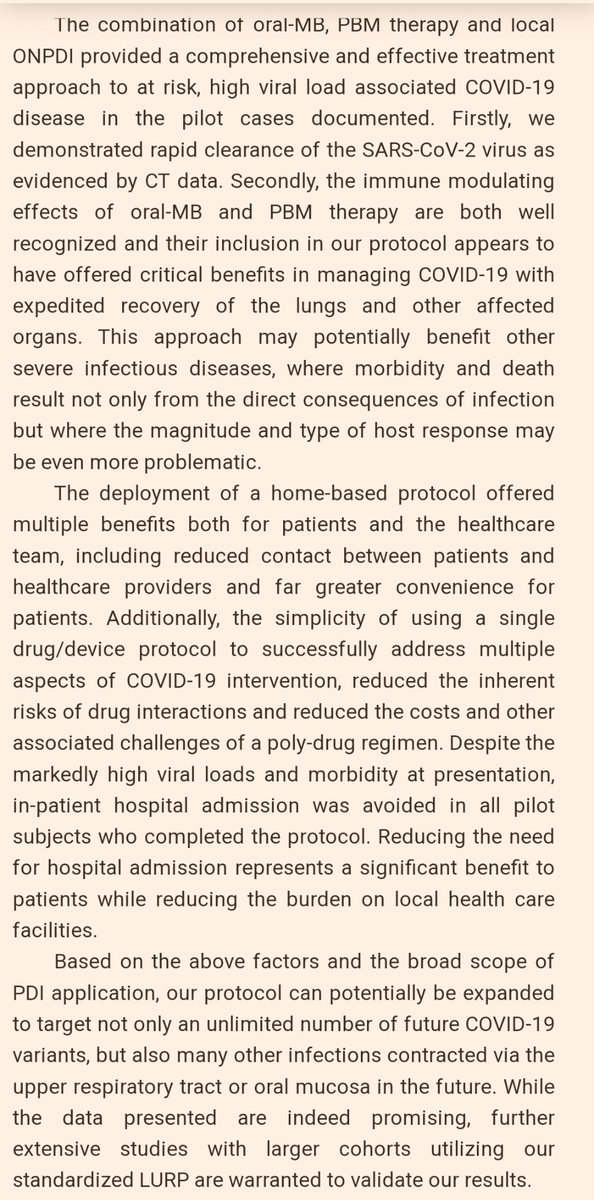 The combination of oral-MB, PBM therapy and local
ONPDI provided a comprehensive and effective treatment
approach to at risk, high viral load associated COVID-19
disease in the pilot cases documented. Firstly, we
demonstrated rapid clearance of the SARS-CoV-2 virus as
evidenced by CT data. Secondly, the immune modulating
effects of oral-MB and PBM therapy are both well
recognized and their inclusion in our protocol appears to
have offered critical benefits in managing COVID-19 with
expedited recovery of the lungs and other affected
organs. This approach may potentially benefit other
severe infectious diseases, where morbidity and death
result not only from the direct consequences of infection
but where the magnitude and type of host response may
be even more problematic.
The deployment of a home-based protocol offered
multiple benefits both for patients and the healthcare
team, including reduced contact between patients and
healthcare providers and far greater convenience for
patients. Additionally, the simplicity of using a single
drug/device protocol to successfully address multiple
aspects of COVID-19 intervention, reduced the inherent
risks of drug interactions and reduced the costs and other
associated challenges of a poly-drug regimen. Despite the
markedly high viral loads and morbidity at presentation,
in-patient hospital admission was avoided in all pilot
subjects who completed the protocol. Reducing the need
for hospital admission represents a significant benefit to
patients while reducing the burden on local health care
facilities.
Based on the above factors and the broad scope of
PDI application, our protocol can potentially be expanded
to target not only an unlimited number of future COVID-19
variants, but also many other infections contracted via the
upper respiratory tract or oral mucosa in the future. While
the data presented are indeed promising, further
extensive studies with larger cohorts utilizing our
standardized LURP are warranted to validate our results.